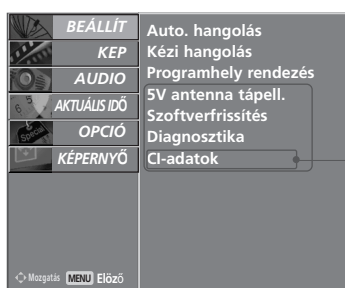 BEÁLLÍT
KEP
AUDIO
AKTUÁLIS IDŐ
OPCIÓ
KÉPERNYŐ
Auto. hangolás
Kézi hangolás
Programhely rendezés
5V antenna tápell.
Szoftverfrissítés
Diagnosztika
CI-adatok
Mozgatás MENU Előző